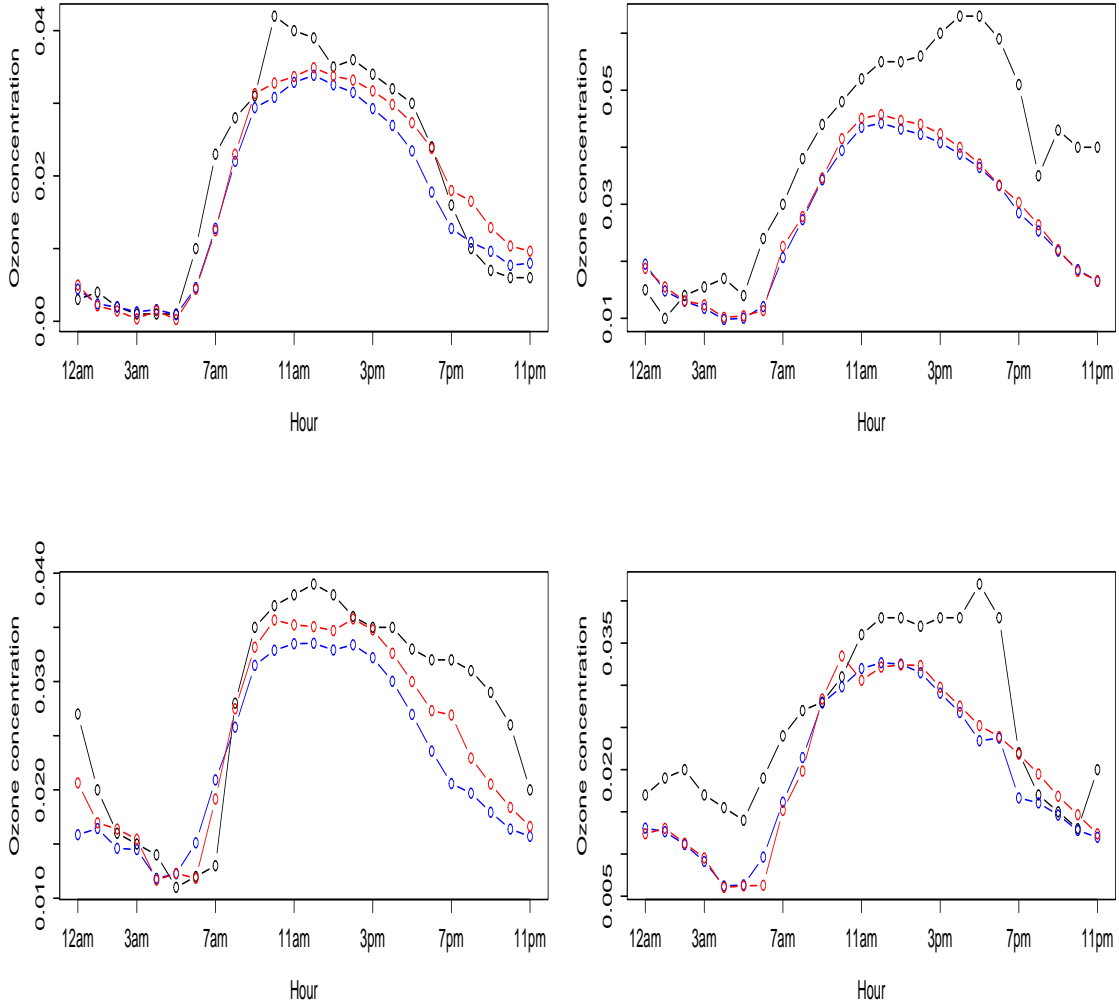 Ozone concentration
0.04
0.02
0.00
12am 3am 7am 11am 3pm 7pm 11pm
Hour
Ozone concentration
0.05
0.03
0.01
12am 3am 7am 11am 3pm 7pm 11pm
Hour
Ozone concentration
0.040
0.030
0.020
0.010
12am 3am 7am 11am 3pm 7pm 11pm
Hour
Ozone concentration
0.035
0.020
0.005
12am 3am 7am 11am 3pm 7pm 11pm
Hour